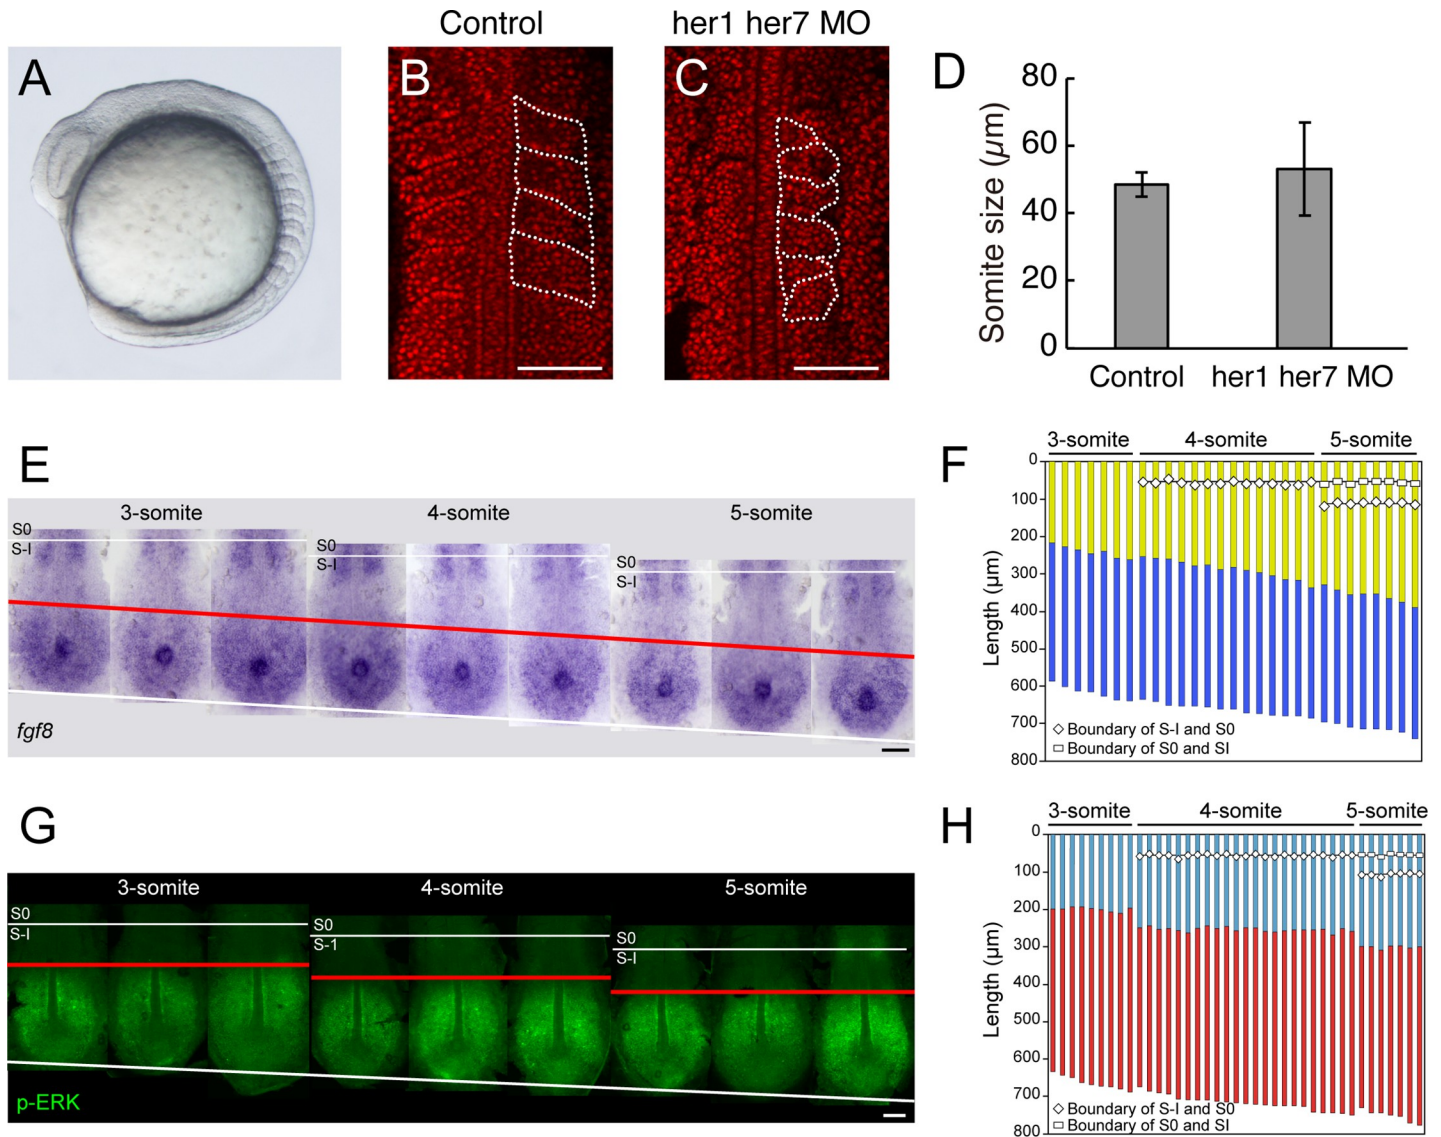 Control
her1 her7 MO
A
B
C
D
80
60
40
20
0
Somite size (µm)
Control
her1 her7 MO
E
3-somite
4-somite
5-somite
S0
S-I
S0
S-I
S0
S-I
fgf8
F
3-somite
4-somite
5-somite
0
100
200
300
400
500
600
700
800
Length (µm)
Boundary of S-I and S0
Boundary of S0 and SI
G
3-somite
4-somite
5-somite
S0
S-I
S0
S-1
S0
S-I
p-ERK
H
3-somite
4-somite
5-somite
0
100
200
300
400
500
600
700
800
Length (µm)
Boundary of S-I and S0
Boundary of S0 and SI